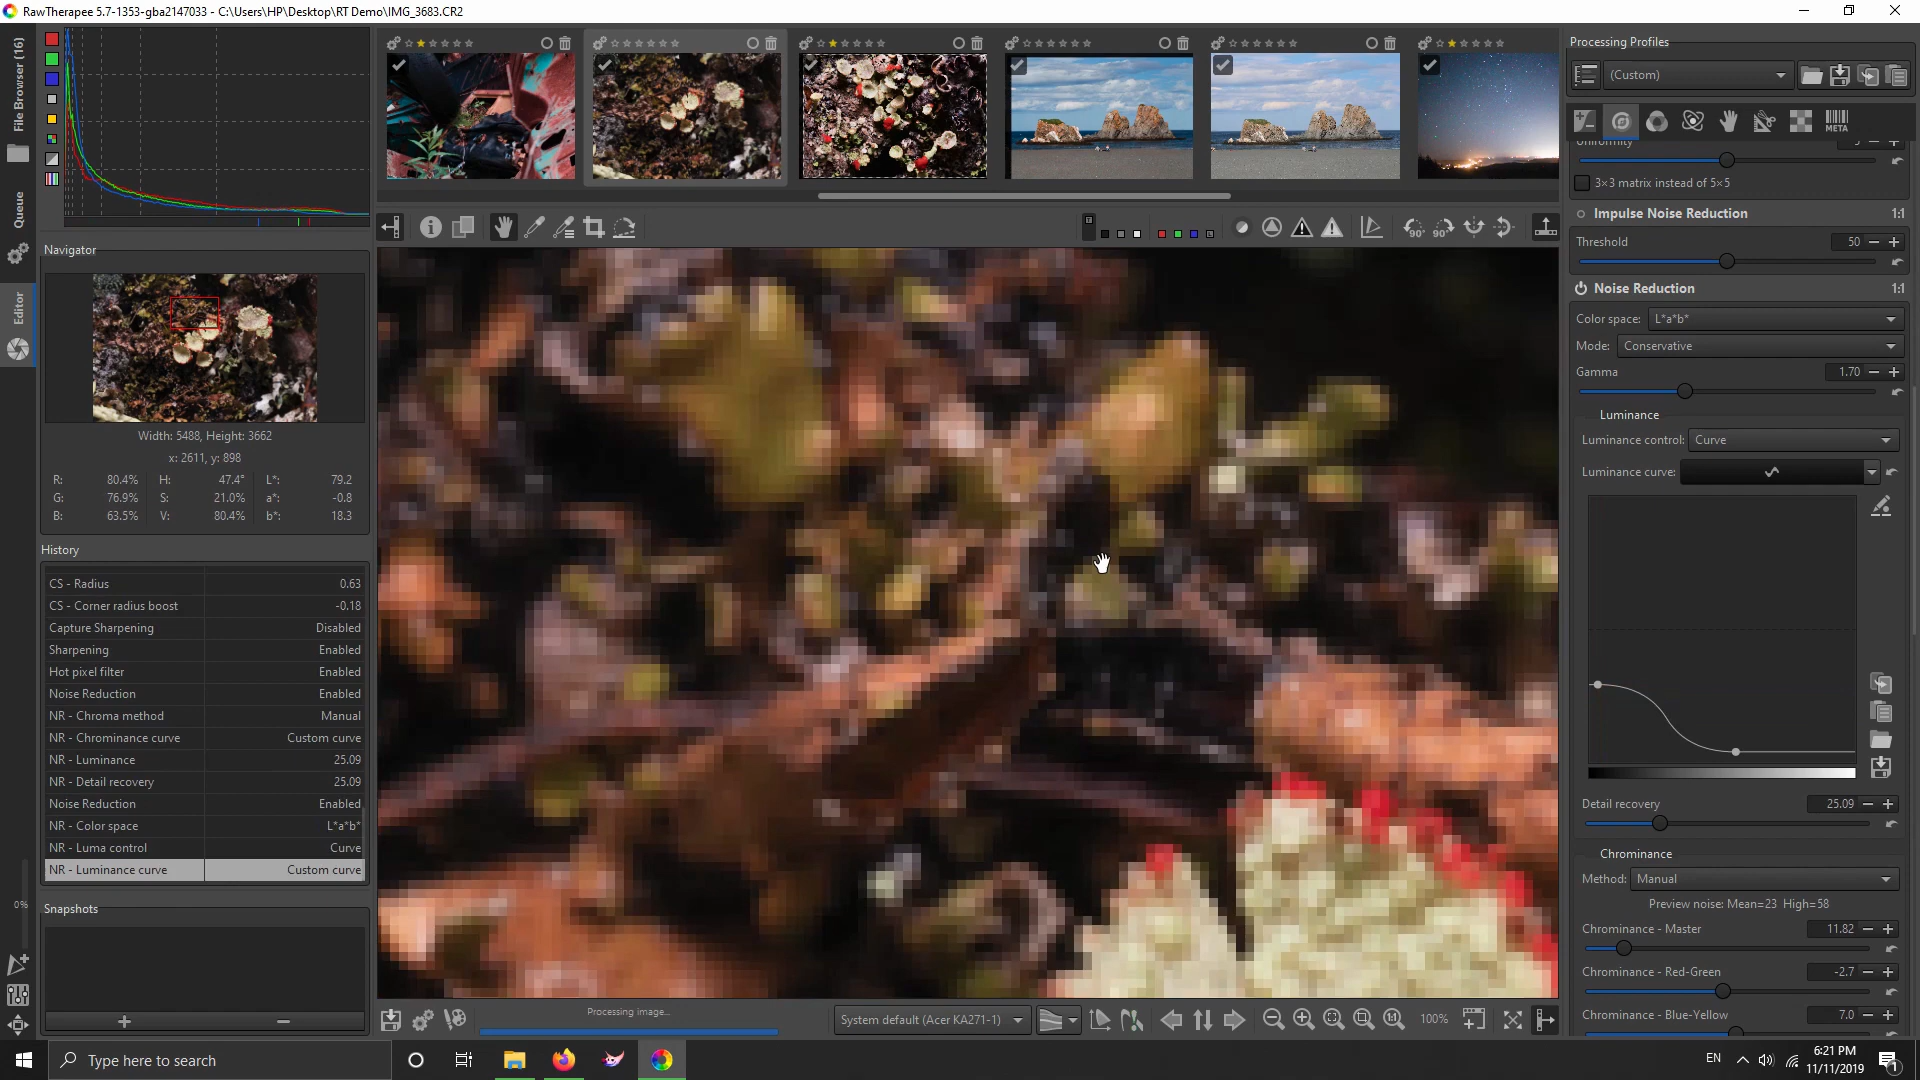 RawTherapee 5.7-1353-gba2147033 - C:\Users\HP\Desktop\RT Demo\IMG_3683.CR2
File Browser (16)
Queue
Editor
Navigator
Width: 5488, Height: 3662
x: 2611, y: 898
R: 80.4% H: 47.4° L*: 79.2
G: 76.9% S: 21.0% a*: -0.8
B: 63.5% V: 80.4% b*: 18.3
History
CS - Radius 0.63
CS - Corner radius boost -0.18
Capture Sharpening Disabled
Sharpening Enabled
Hot pixel filter Enabled
Noise Reduction Enabled
NR - Chroma method Manual
NR - Chrominance curve Custom curve
NR - Luminance 25.09
NR - Detail recovery 25.09
Noise Reduction Enabled
NR - Color space L*a*b*
NR - Luma control Curve
NR - Luminance curve Custom curve
0%
Snapshots
Processing image...
System default (Acer KA271-1)
100%
Processing Profiles
(Custom)
META
Uniformity
3×3 matrix instead of 5×5
Impulse Noise Reduction 1:1
Threshold 50
Noise Reduction 1:1
Color space: L*a*b*
Mode: Conservative
Gamma 1.70
Luminance
Luminance control: Curve
Luminance curve:
Detail recovery 25.09
Chrominance
Method: Manual
Preview noise: Mean=23 High=58
Chrominance - Master 11.82
Chrominance - Red-Green -2.7
Chrominance - Blue-Yellow 7.0
Type here to search
EN
6:21 PM
11/11/2019
1